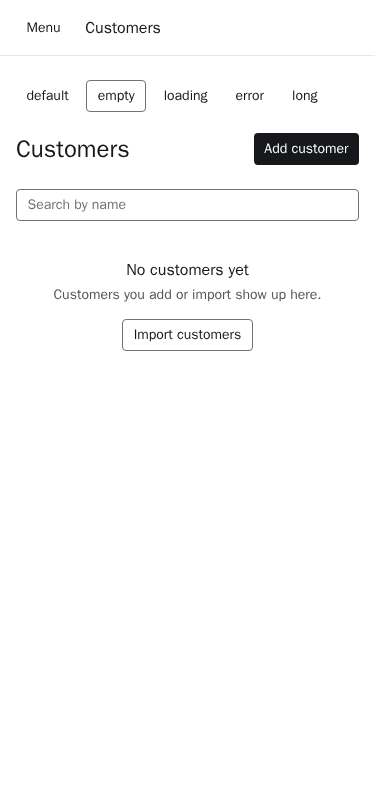 Menu Customers
default empty loading error long
Customers Add customer
Search by name
No customers yet
Customers you add or import show up here.
Import customers